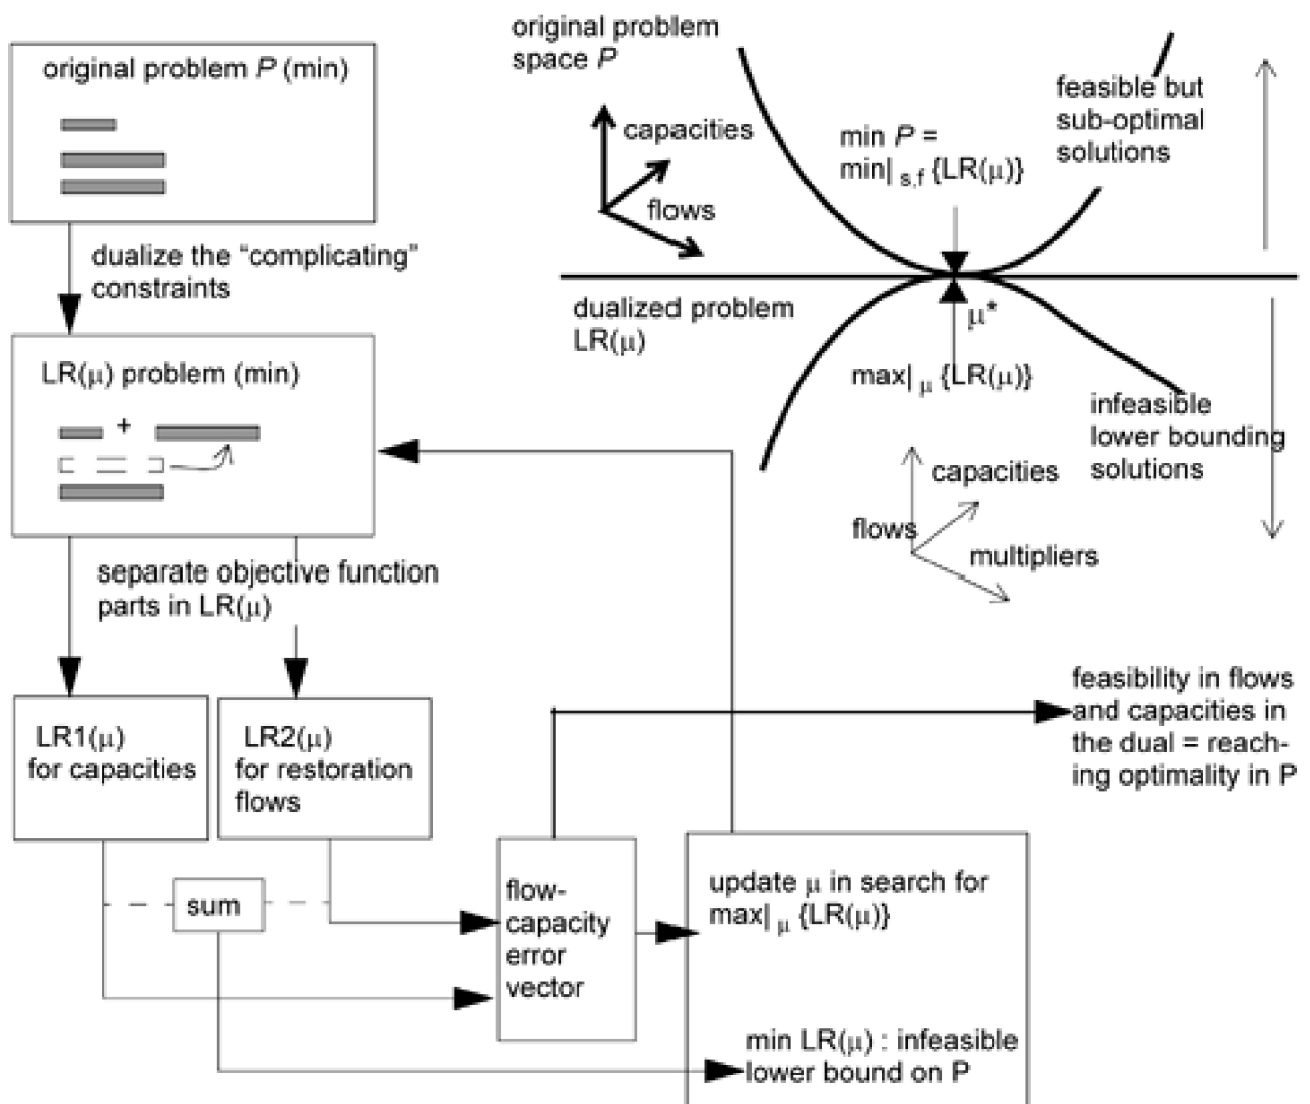 original problem P (min)
dualize the “complicating”
constraints
LR(μ) problem (min)
+
separate objective function
parts in LR(μ)
LR1(μ)
for capacities
LR2(μ)
for restoration
flows
sum
flow-
capacity
error
vector
update μ in search for
max|μ {LR(μ)}
min LR(μ) : infeasible
lower bound on P
feasibility in flows
and capacities in
the dual = reach-
ing optimality in P
original problem
space P
capacities
flows
min P =
min| s,f {LR(μ)}
feasible but
sub-optimal
solutions
dualized problem
LR(μ)
μ*
max| μ {LR(μ)}
infeasible
lower bounding
solutions
capacities
flows
multipliers